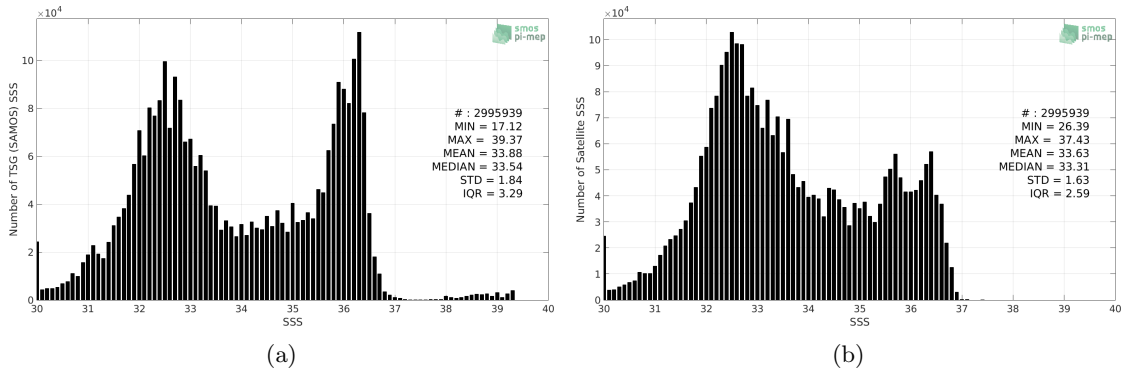 ×10⁴
smos
pi-mep
Number of TSG (SAMOS) SSS
10
8
6
4
2
0
# : 2995939
MIN = 17.12
MAX = 39.37
MEAN = 33.88
MEDIAN = 33.54
STD = 1.84
IQR = 3.29
30 31 32 33 34 35 36 37 38 39 40
SSS
(a)
×10⁴
smos
pi-mep
Number of Satellite SSS
10
9
8
7
6
5
4
3
2
1
0
# : 2995939
MIN = 26.39
MAX = 37.43
MEAN = 33.63
MEDIAN = 33.31
STD = 1.63
IQR = 2.59
30 31 32 33 34 35 36 37 38 39 40
SSS
(b)